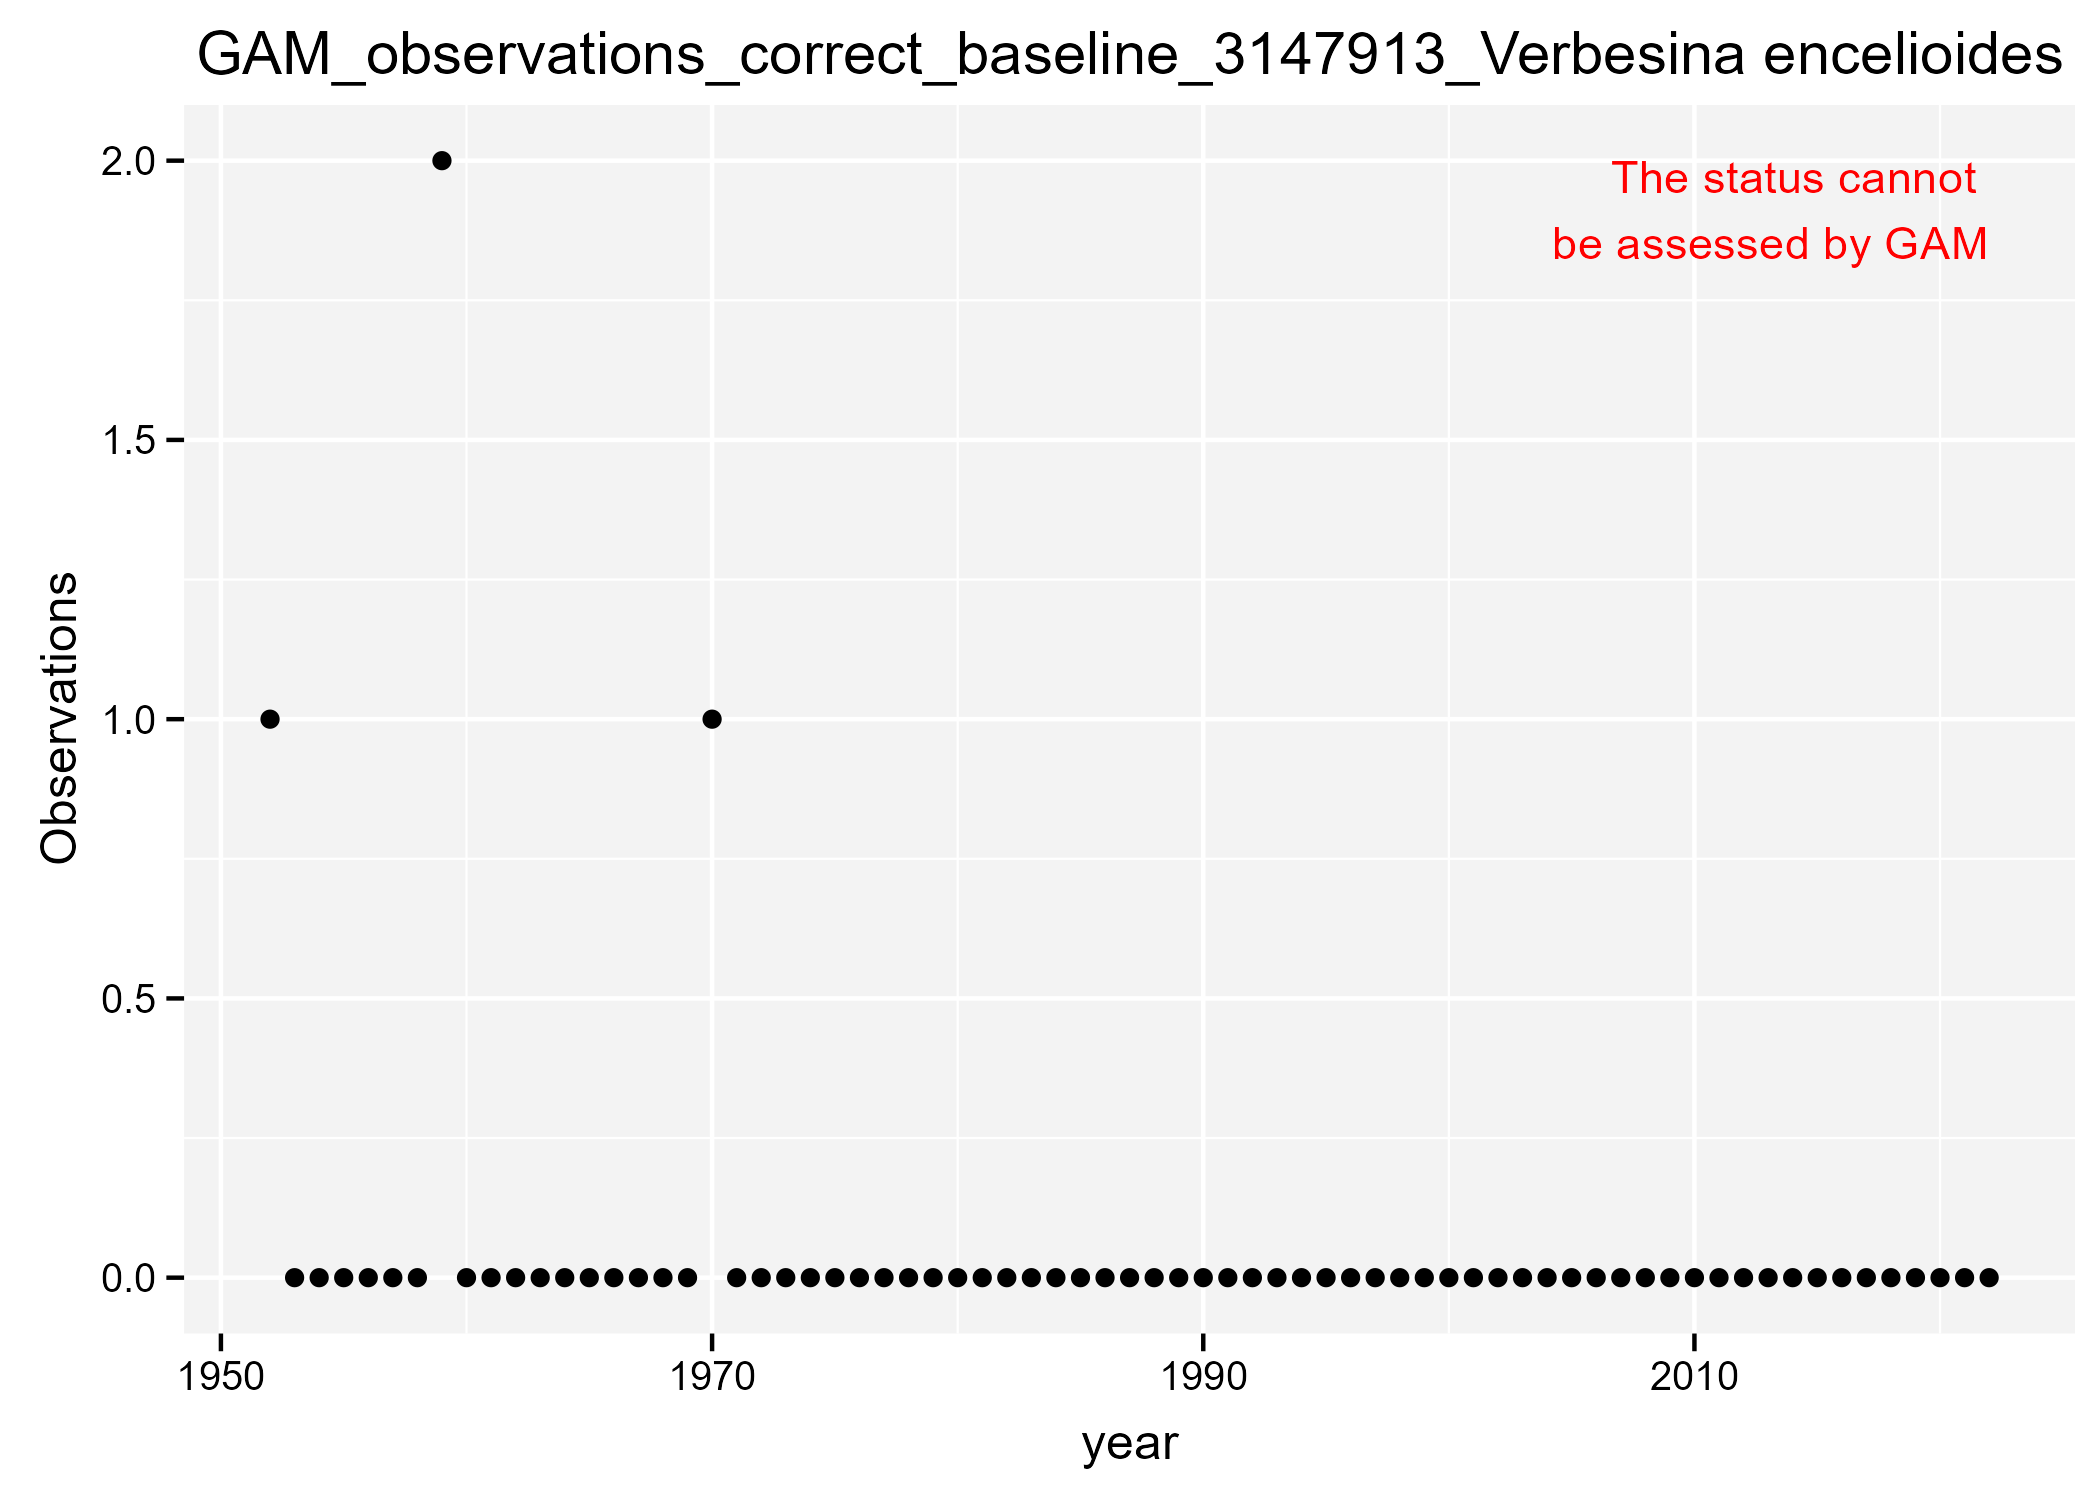 GAM_observations_correct_baseline_3147913_Verbesina encelioides
The status cannot
be assessed by GAM
2.0
1.5
1.0
0.5
0.0
Observations
1950
1970
1990
2010
year